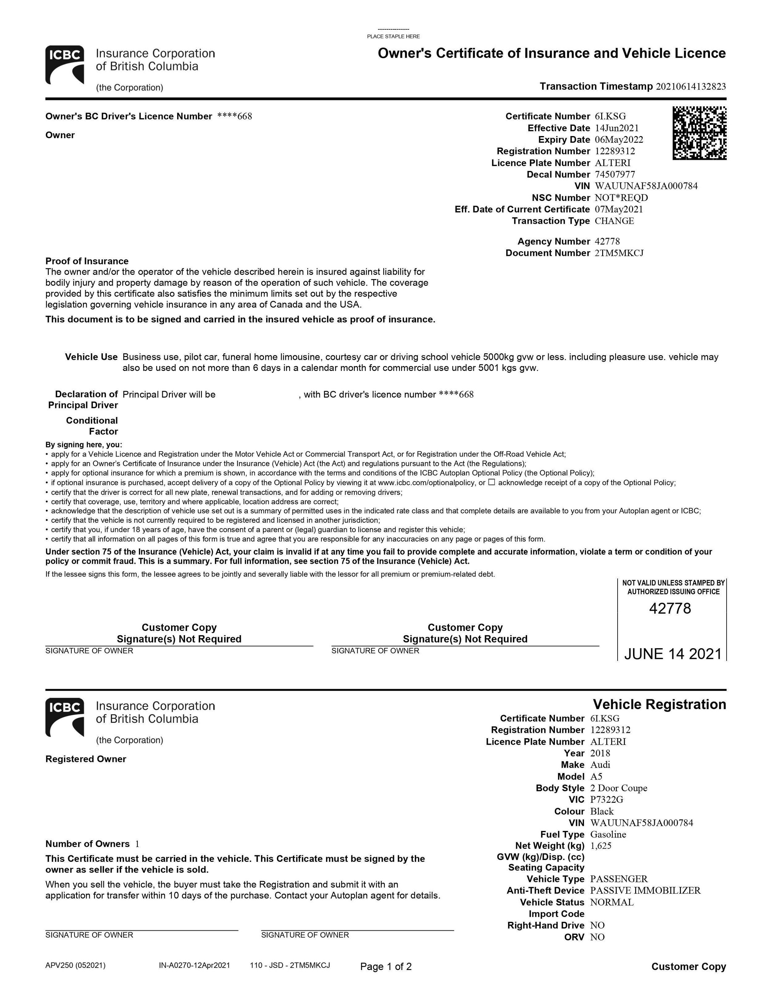 ---------------
PLACE STAPLE HERE
ICBC
Insurance Corporation
of British Columbia
(the Corporation)
Owner's Certificate of Insurance and Vehicle Licence
Transaction Timestamp 20210614132823
Owner's BC Driver's Licence Number ****668
Owner
Certificate Number 6I.KSG
Effective Date 14Jun2021
Expiry Date 06May2022
Registration Number 12289312
Licence Plate Number ALTERI
Decal Number 74507977
VIN WAUUNAF58JA000784
NSC Number NOT*REQD
Eff. Date of Current Certificate 07May2021
Transaction Type CHANGE
Agency Number 42778
Document Number 2TM5MKCJ
Proof of Insurance
The owner and/or the operator of the vehicle described herein is insured against liability for
bodily injury and property damage by reason of the operation of such vehicle. The coverage
provided by this certificate also satisfies the minimum limits set out by the respective
legislation governing vehicle insurance in any area of Canada and the USA.
This document is to be signed and carried in the insured vehicle as proof of insurance.
Vehicle Use Business use, pilot car, funeral home limousine, courtesy car or driving school vehicle 5000kg gvw or less. including pleasure use. vehicle may
also be used on not more than 6 days in a calendar month for commercial use under 5001 kgs gvw.
Declaration of Principal Driver will be , with BC driver's licence number ****668
Principal Driver
Conditional
Factor
By signing here, you:
• apply for a Vehicle Licence and Registration under the Motor Vehicle Act or Commercial Transport Act, or for Registration under the Off-Road Vehicle Act;
• apply for an Owner’s Certificate of Insurance under the Insurance (Vehicle) Act (the Act) and regulations pursuant to the Act (the Regulations);
• apply for optional insurance for which a premium is shown, in accordance with the terms and conditions of the ICBC Autoplan Optional Policy (the Optional Policy);
• if optional insurance is purchased, accept delivery of a copy of the Optional Policy by viewing it at www.icbc.com/optionalpolicy, or ☐ acknowledge receipt of a copy of the Optional Policy;
• certify that the driver is correct for all new plate, renewal transactions, and for adding or removing drivers;
• certify that coverage, use, territory and where applicable, location address are correct;
• acknowledge that the description of vehicle use set out is a summary of permitted uses in the indicated rate class and that complete details are available to you from your Autoplan agent or ICBC;
• certify that the vehicle is not currently required to be registered and licensed in another jurisdiction;
• certify that you, if under 18 years of age, have the consent of a parent or (legal) guardian to license and register this vehicle;
• certify that all information on all pages of this form is true and agree that you are responsible for any inaccuracies on any page or pages of this form.
Under section 75 of the Insurance (Vehicle) Act, your claim is invalid if at any time you fail to provide complete and accurate information, violate a term or condition of your
policy or commit fraud. This is a summary. For full information, see section 75 of the Insurance (Vehicle) Act.
If the lessee signs this form, the lessee agrees to be jointly and severally liable with the lessor for all premium or premium-related debt.
NOT VALID UNLESS STAMPED BY
AUTHORIZED ISSUING OFFICE
42778
JUNE 14 2021
Customer Copy
Signature(s) Not Required
SIGNATURE OF OWNER
Customer Copy
Signature(s) Not Required
SIGNATURE OF OWNER
ICBC
Insurance Corporation
of British Columbia
(the Corporation)
Vehicle Registration
Certificate Number 6I.KSG
Registration Number 12289312
Licence Plate Number ALTERI
Year 2018
Make Audi
Model A5
Body Style 2 Door Coupe
VIC P7322G
Colour Black
VIN WAUUNAF58JA000784
Fuel Type Gasoline
Net Weight (kg) 1,625
GVW (kg)/Disp. (cc)
Seating Capacity
Vehicle Type PASSENGER
Anti-Theft Device PASSIVE IMMOBILIZER
Vehicle Status NORMAL
Import Code
Right-Hand Drive NO
ORV NO
Registered Owner
Number of Owners 1
This Certificate must be carried in the vehicle. This Certificate must be signed by the
owner as seller if the vehicle is sold.
When you sell the vehicle, the buyer must take the Registration and submit it with an
application for transfer within 10 days of the purchase. Contact your Autoplan agent for details.
SIGNATURE OF OWNER
SIGNATURE OF OWNER
APV250 (052021) IN-A0270-12Apr2021 110 - JSD - 2TM5MKCJ Page 1 of 2 Customer Copy